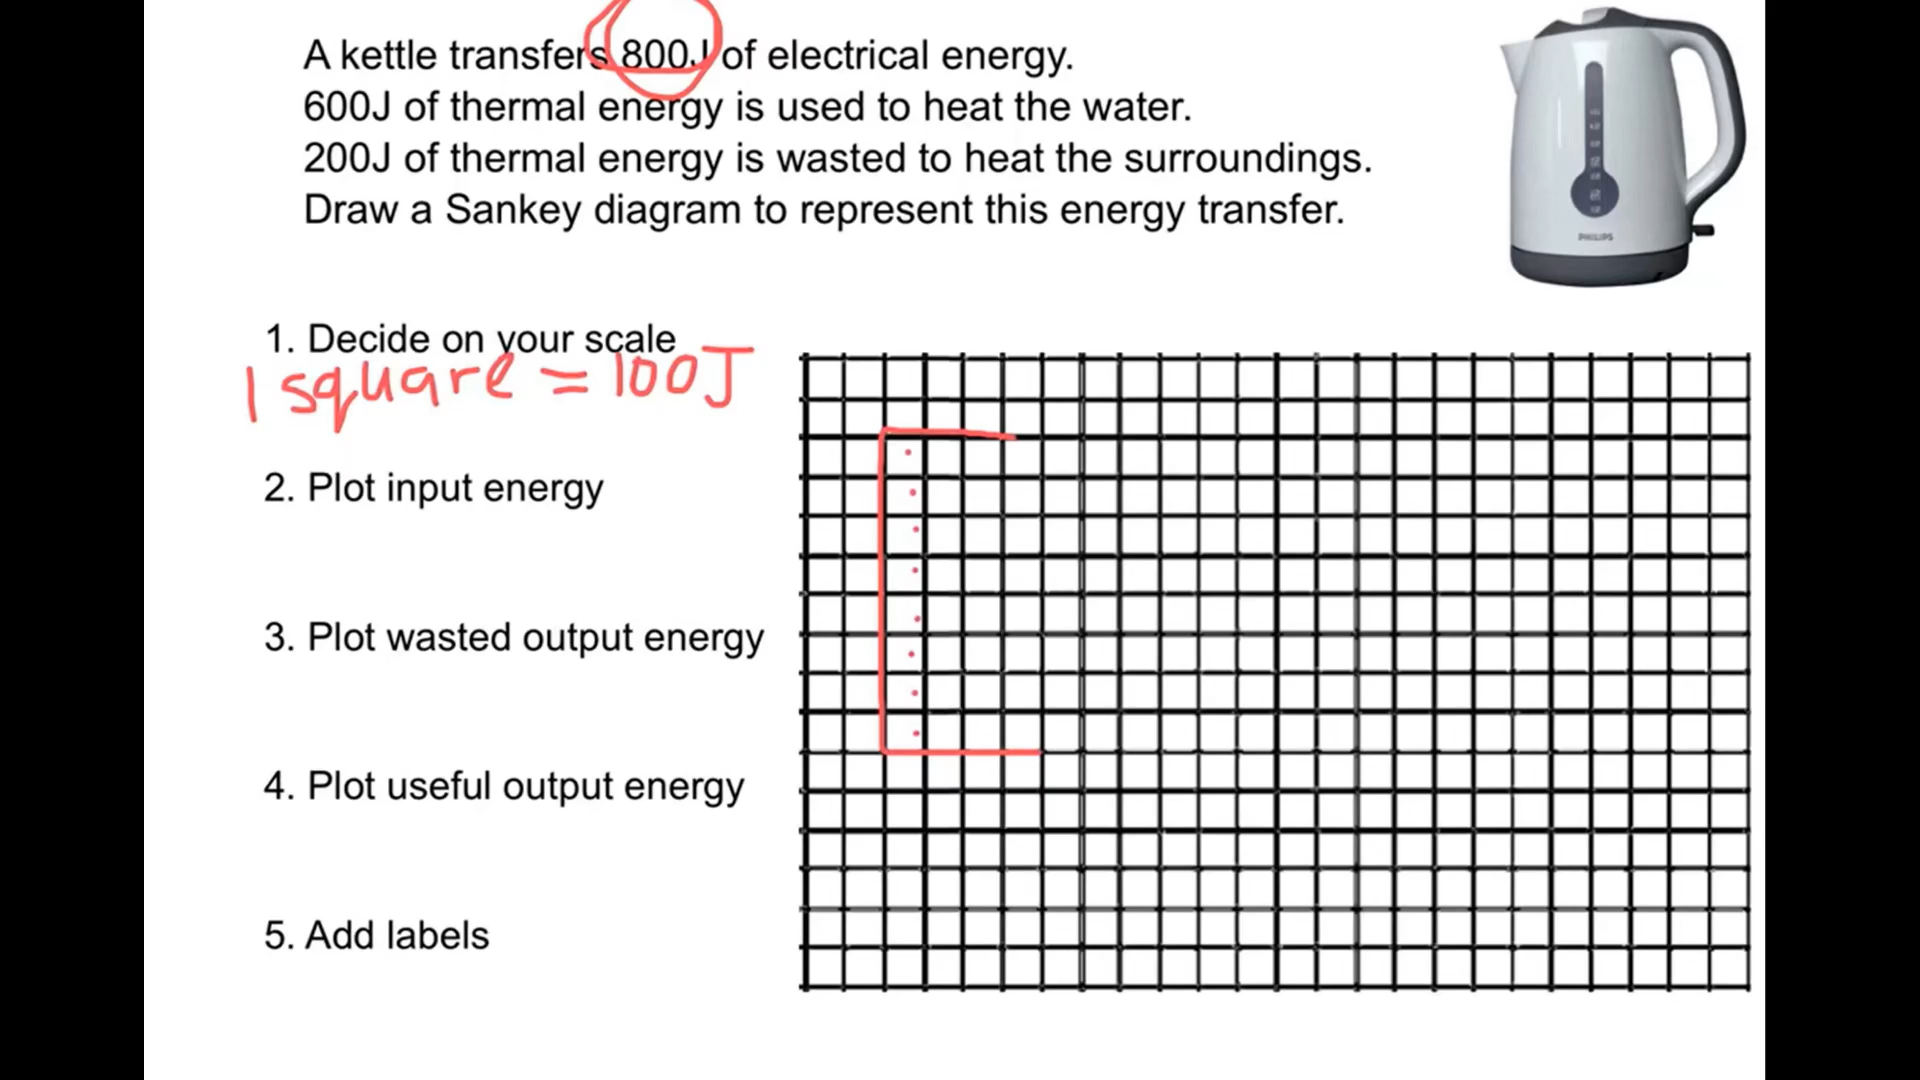 A kettle transfers 800J of electrical energy.
600J of thermal energy is used to heat the water.
200J of thermal energy is wasted to heat the surroundings.
Draw a Sankey diagram to represent this energy transfer.
PHILIPS
1. Decide on your scale
1 square = 100J
2. Plot input energy
3. Plot wasted output energy
4. Plot useful output energy
5. Add labels